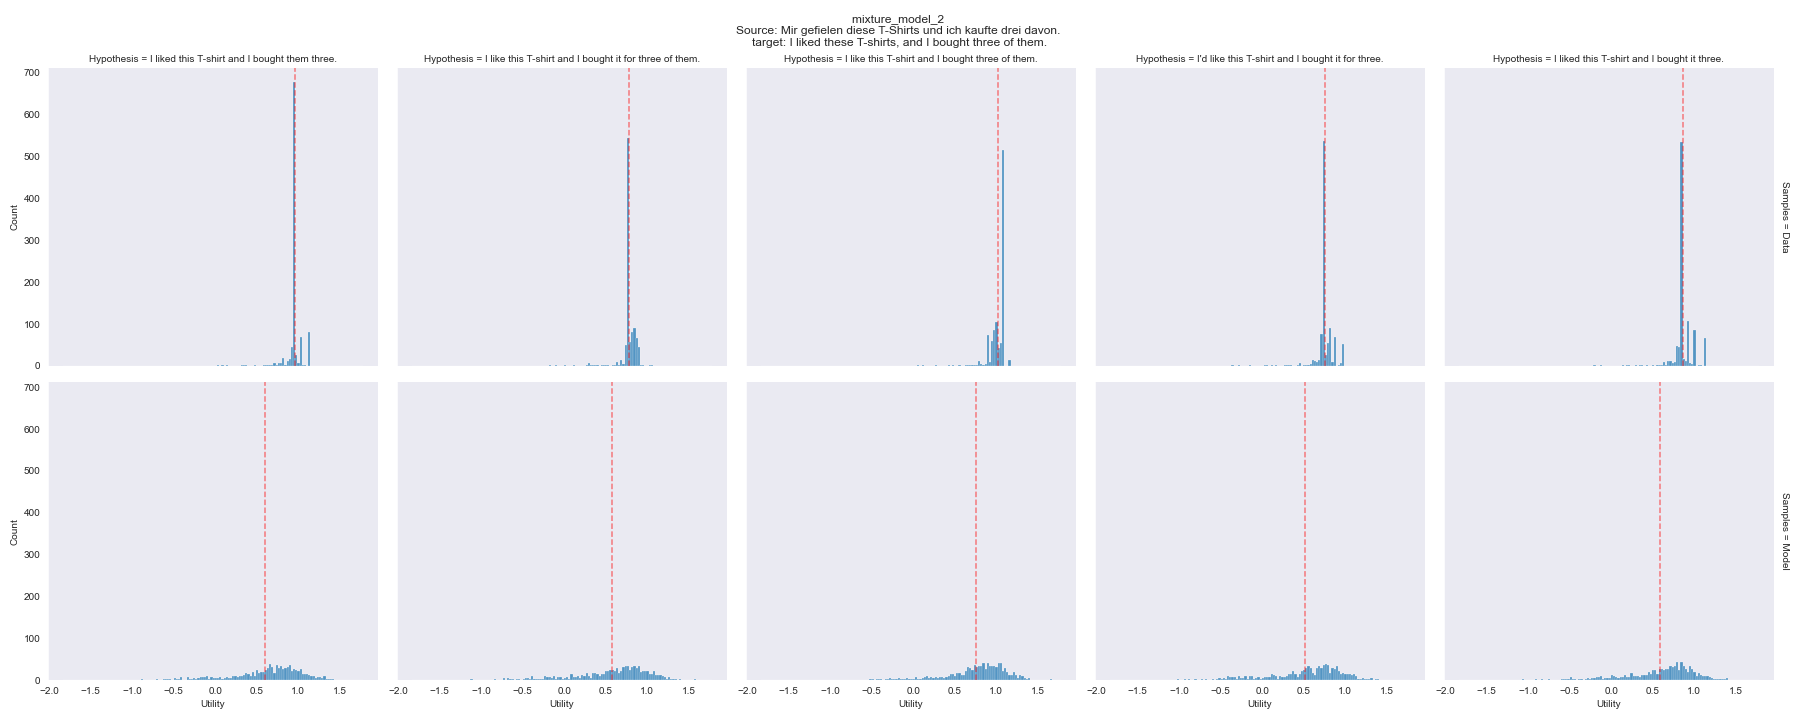 mixture_model_2
Source: Mir gefielen diese T-Shirts und ich kaufte drei davon.
target: I liked these T-shirts, and I bought three of them.
Hypothesis = I liked this T-shirt and I bought them three.
Hypothesis = I like this T-shirt and I bought it for three of them.
Hypothesis = I like this T-shirt and I bought three of them.
Hypothesis = I'd like this T-shirt and I bought it for three.
Hypothesis = I liked this T-shirt and I bought it three.
700
600
500
400
300
200
100
0
Count
Samples = Data
700
600
500
400
300
200
100
0
Count
Samples = Model
−2.0 −1.5 −1.0 −0.5 0.0 0.5 1.0 1.5
−2.0 −1.5 −1.0 −0.5 0.0 0.5 1.0 1.5
−2.0 −1.5 −1.0 −0.5 0.0 0.5 1.0 1.5
−2.0 −1.5 −1.0 −0.5 0.0 0.5 1.0 1.5
−2.0 −1.5 −1.0 −0.5 0.0 0.5 1.0 1.5
Utility
Utility
Utility
Utility
Utility